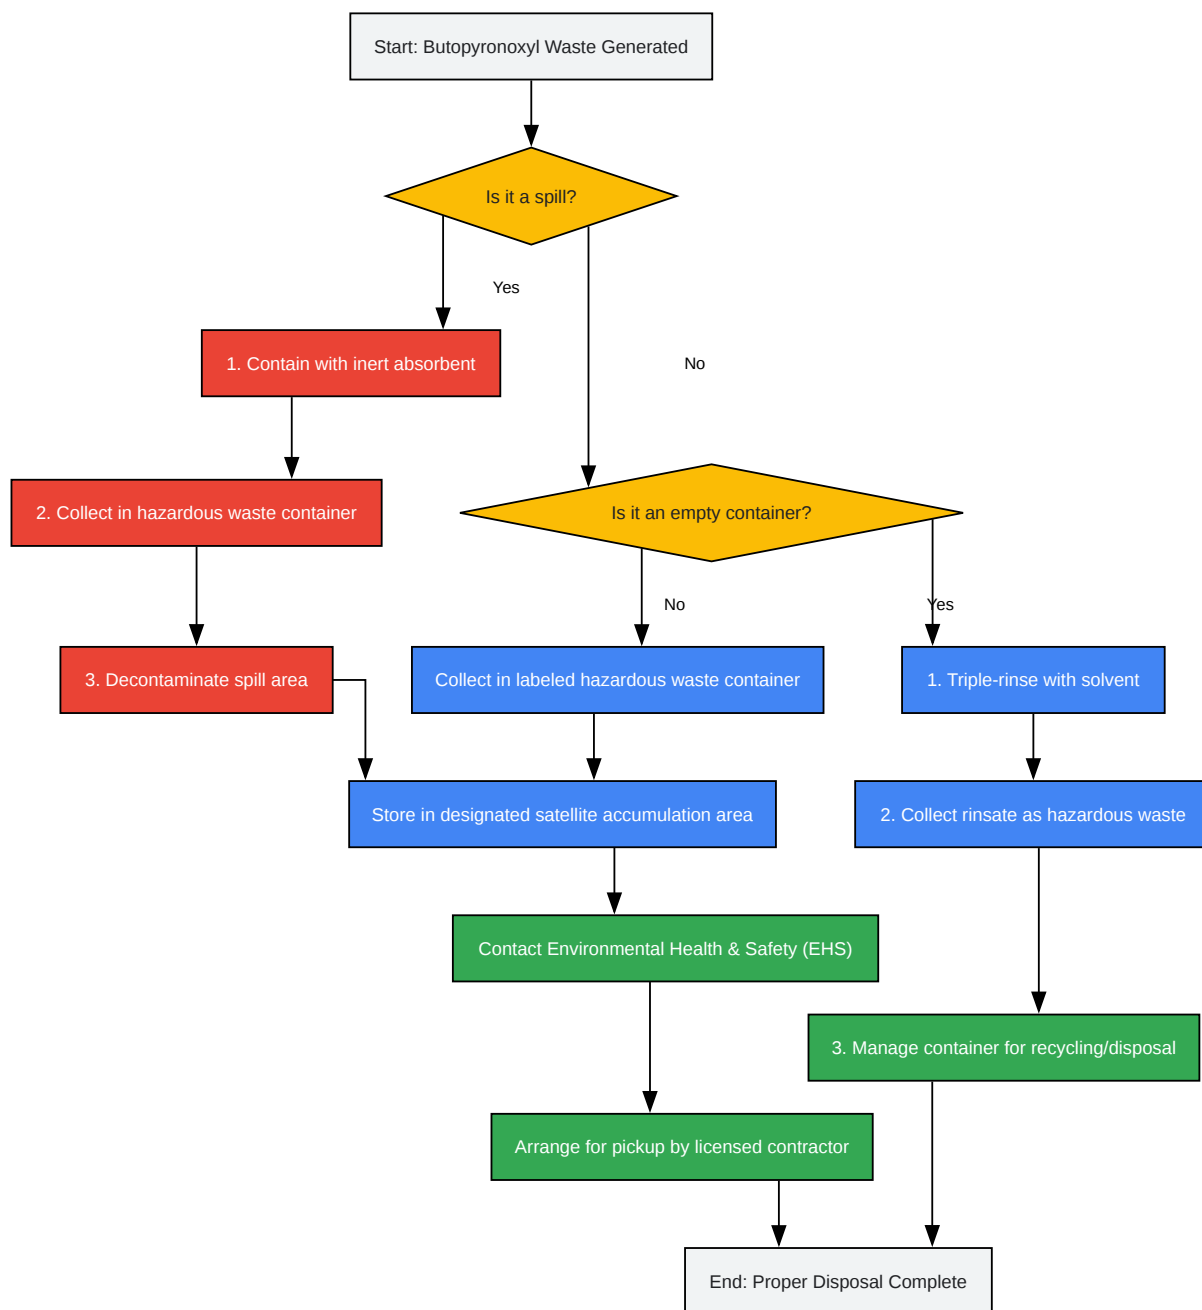 Start: Butopyronoxyl Waste Generated
Is it a spill?
Yes
1. Contain with inert absorbent
No
2. Collect in hazardous waste container
Is it an empty container?
No
Yes
3. Decontaminate spill area
Collect in labeled hazardous waste container
1. Triple-rinse with solvent
Store in designated satellite accumulation area
2. Collect rinsate as hazardous waste
Contact Environmental Health & Safety (EHS)
3. Manage container for recycling/disposal
Arrange for pickup by licensed contractor
End: Proper Disposal Complete